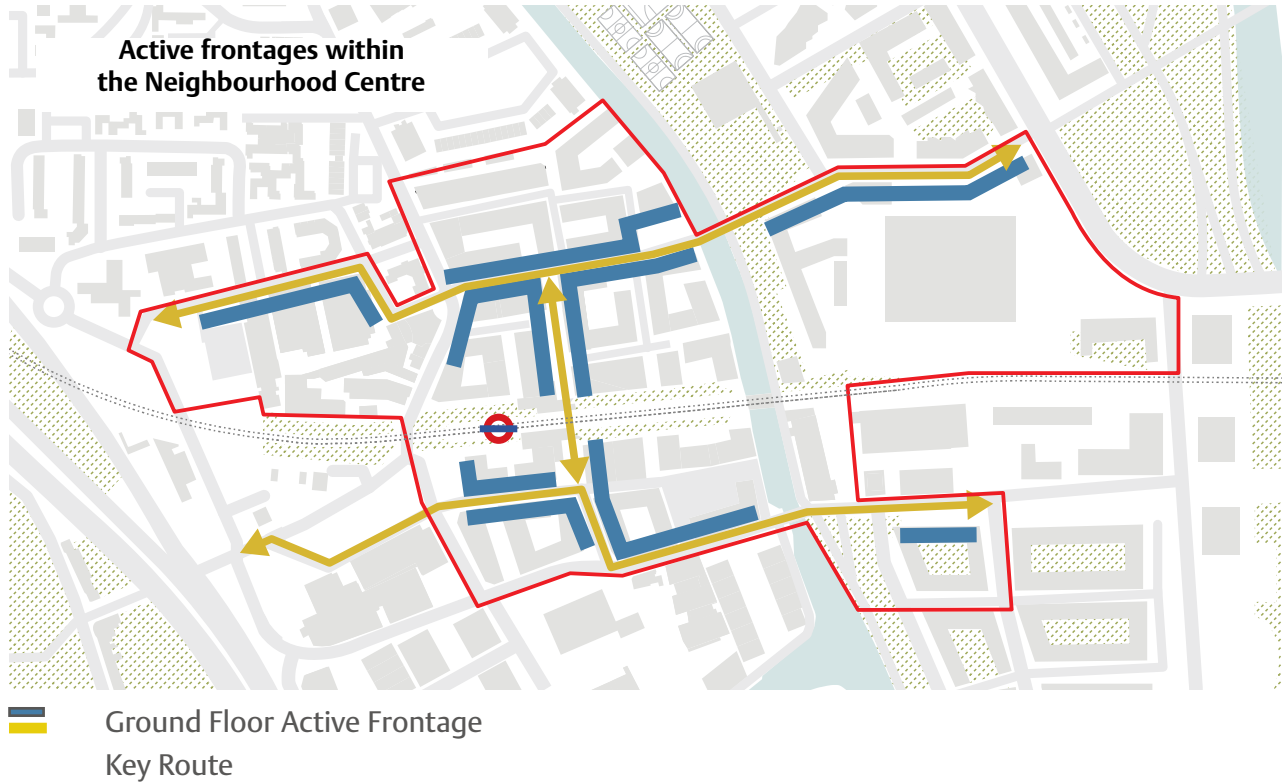 Active frontages within
the Neighbourhood Centre
Ground Floor Active Frontage
Key Route